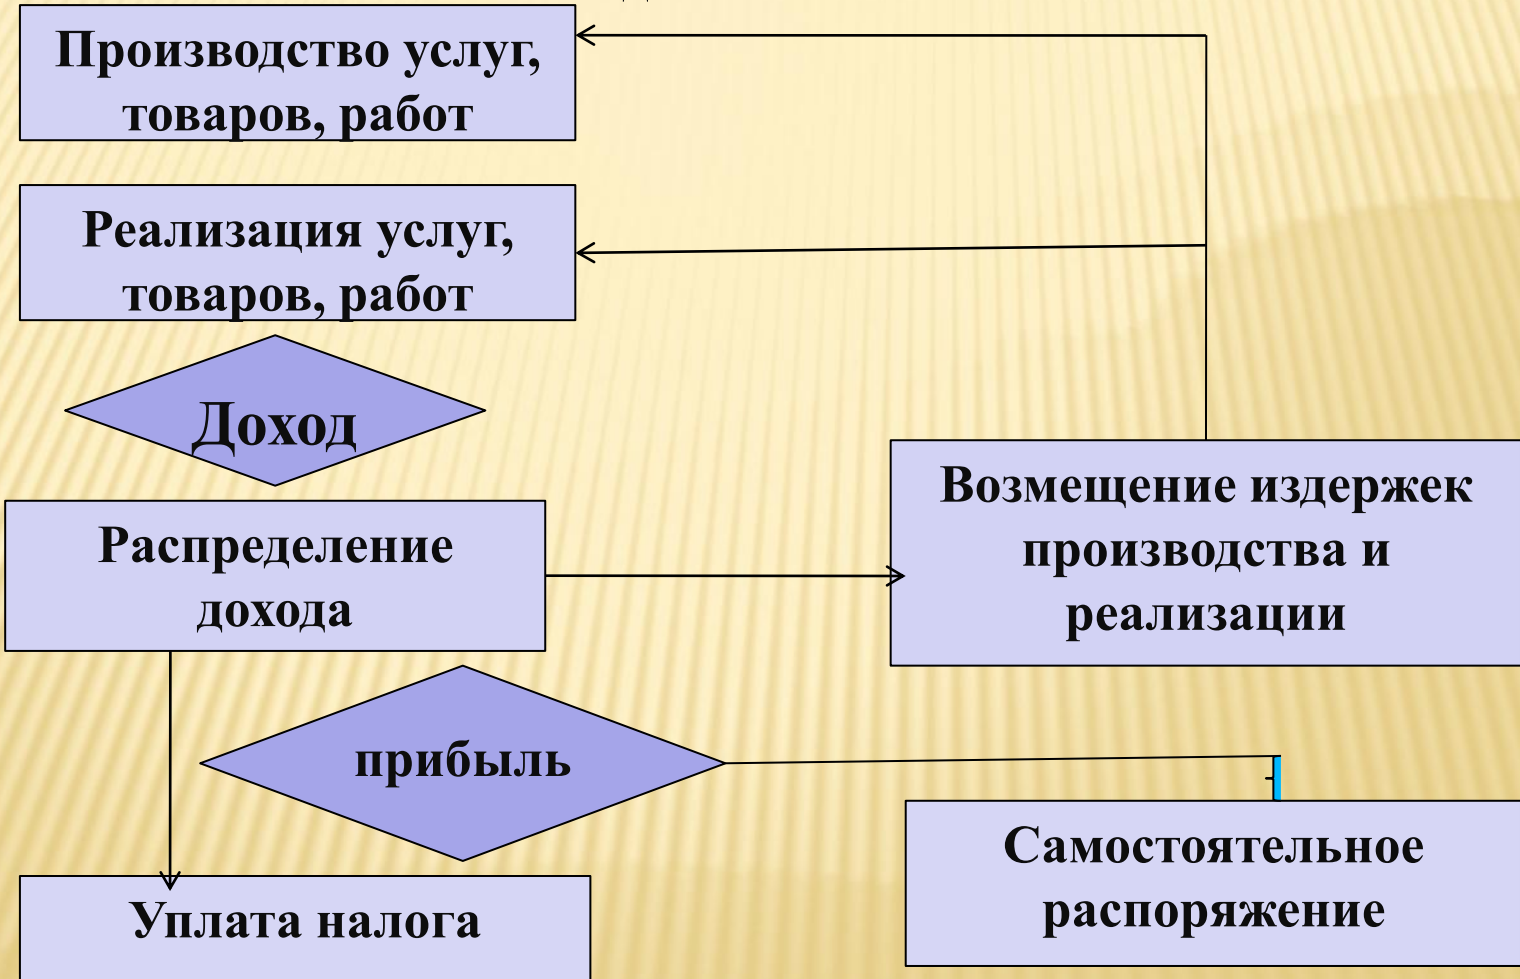 Производство услуг,
товаров, работ
Реализация услуг,
товаров, работ
Доход
Распределение
дохода
Возмещение издержек
производства и
реализации
прибыль
Самостоятельное
распоряжение
Уплата налога